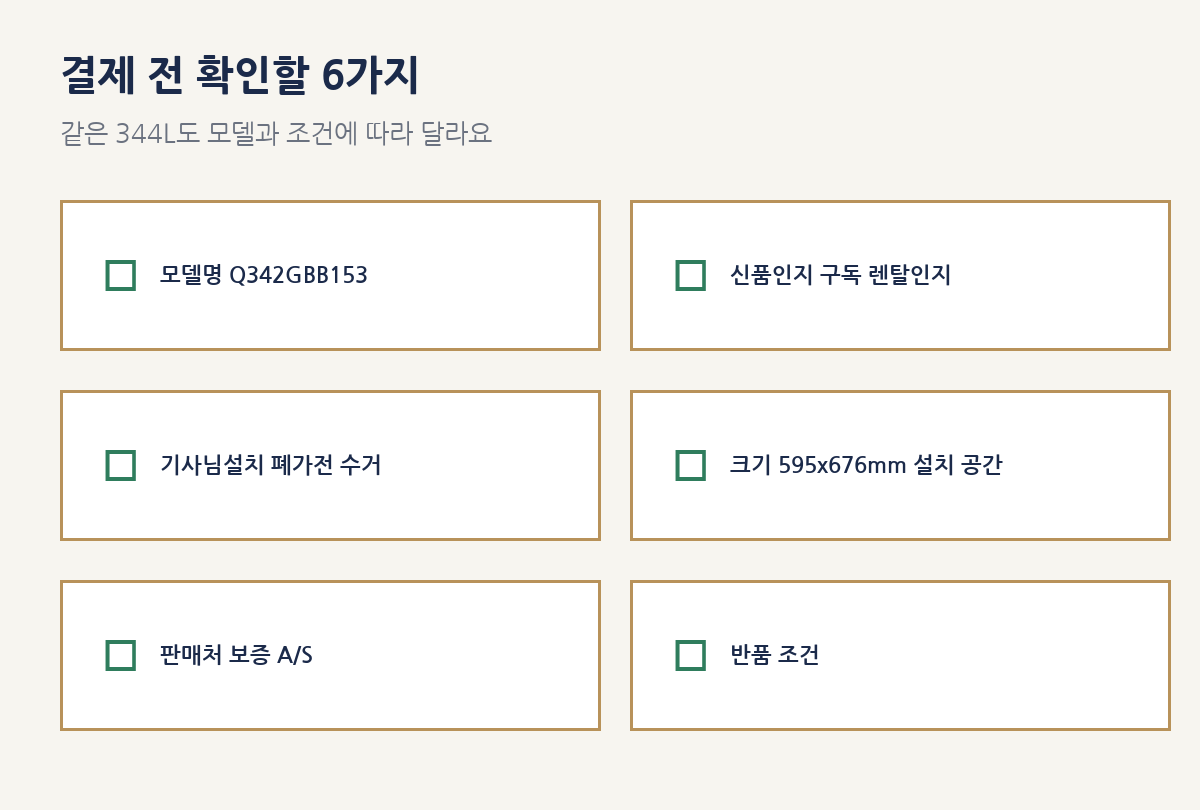 결제 전 확인할 6가지
같은 344L도 모델과 조건에 따라 달라요
모델명 Q342GBB153
신품인지 구독 렌탈인지
기사님설치 폐가전 수거
크기 595x676mm 설치 공간
판매처 보증 A/S
반품 조건